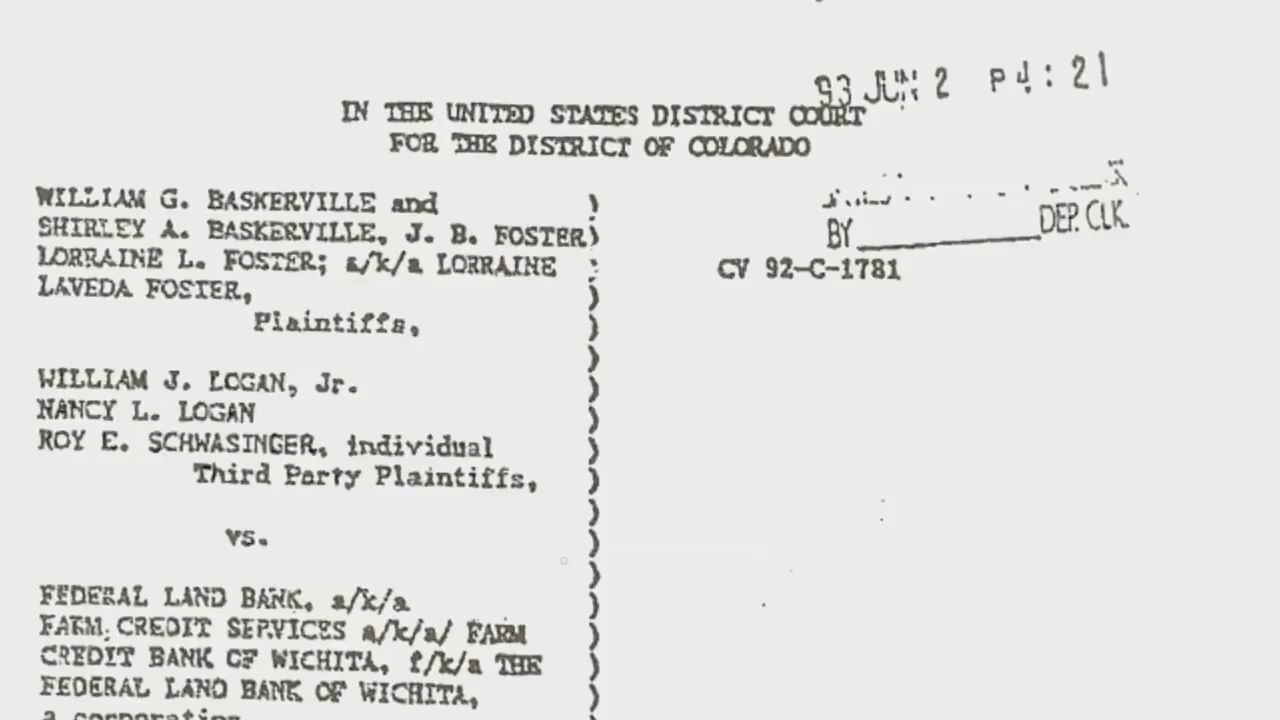 93 JUN 2 P4:21
IN THE UNITED STATES DISTRICT COURT
FOR THE DISTRICT OF COLORADO
WILLIAM G. BASKERVILLE and )
SHIRLEY A. BASKERVILLE, J. B. FOSTER)
BY ____________ DEP. CLK.
LORRAINE L. FOSTER; a/k/a LORRAINE )
CV 92-C-1781
LAVEDA FOSTER, )
Plaintiffs, )
)
WILLIAM J. LOGAN, Jr. )
NANCY L. LOGAN )
ROY E. SCHWASINGER, individual )
Third Party Plaintiffs, )
)
vs. )
)
FEDERAL LAND BANK, a/k/a )
FARM CREDIT SERVICES a/k/a/ FARM )
CREDIT BANK OF WICHITA, f/k/a THE )
FEDERAL LAND BANK OF WICHITA, )
a corporation